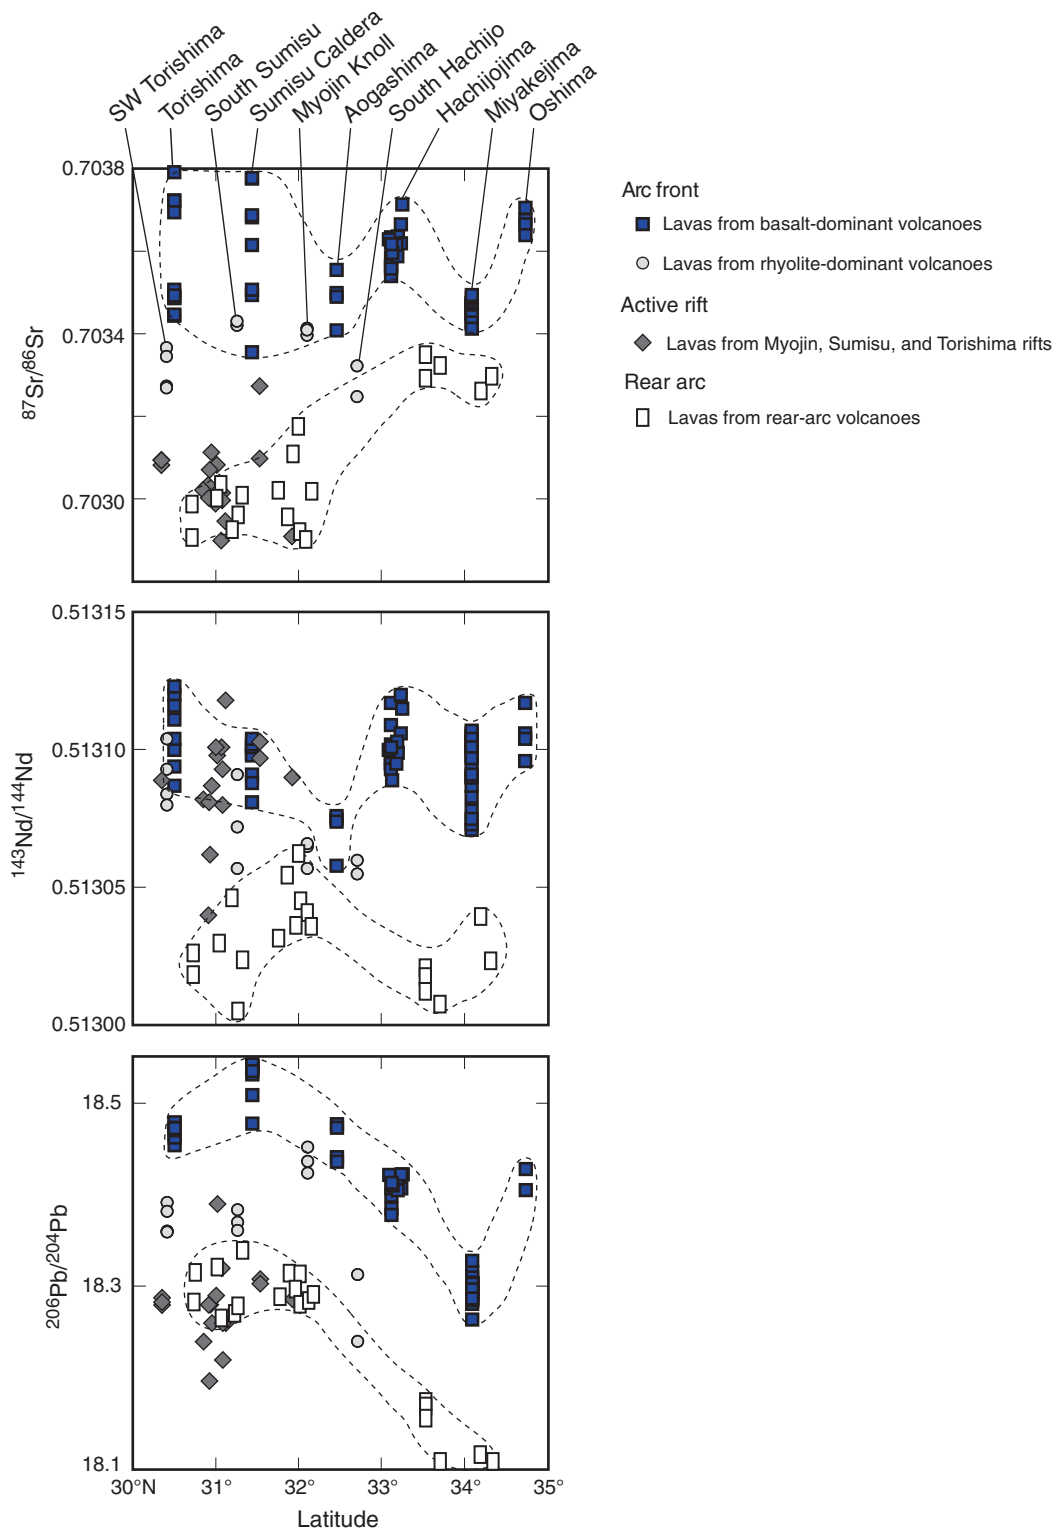 SW Torishima
Torishima
South Sumisu
Sumisu Caldera
Myojin Knoll
Aogashima
South Hachijo
Hachijojima
Miyakejima
Oshima
0.7038
0.7034
0.7030
87Sr/86Sr
Arc front
Lavas from basalt-dominant volcanoes
Lavas from rhyolite-dominant volcanoes
Active rift
Lavas from Myojin, Sumisu, and Torishima rifts
Rear arc
Lavas from rear-arc volcanoes
0.51315
0.51310
0.51305
0.51300
143Nd/144Nd
18.5
18.3
18.1
206Pb/204Pb
30°N 31° 32° 33° 34° 35°
Latitude